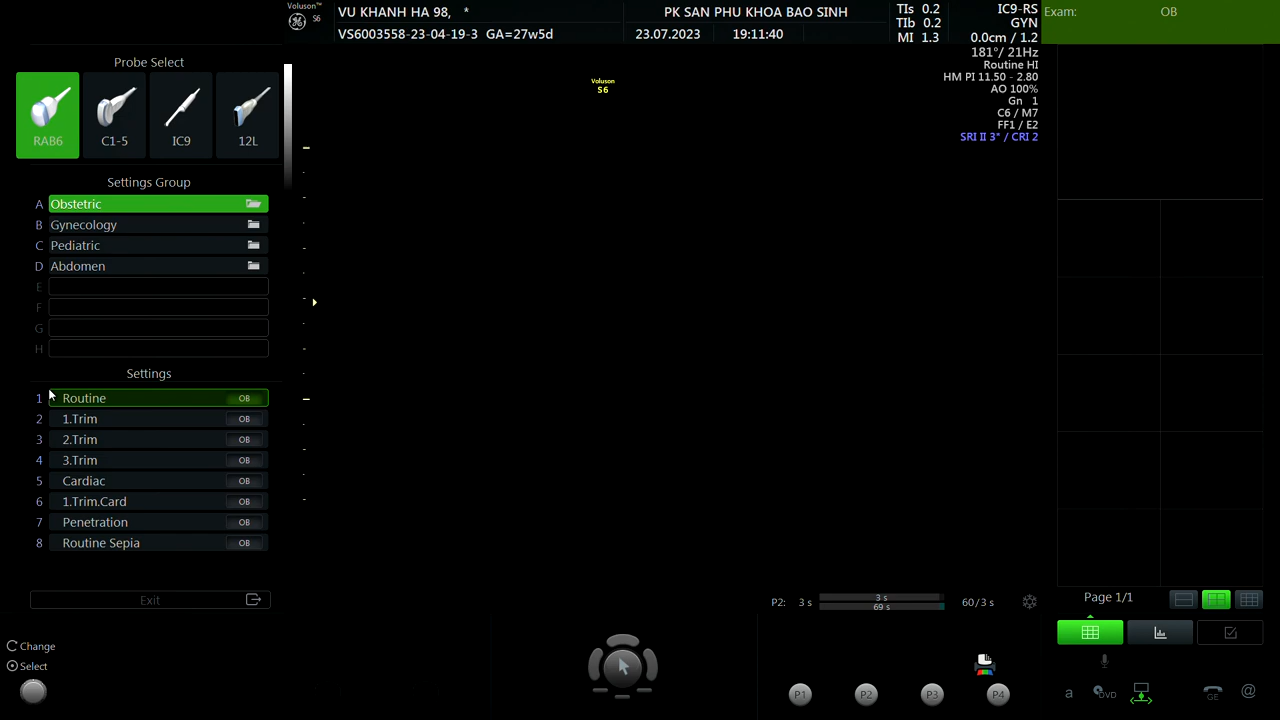 Voluson™
S6
VU KHANH HA 98, *
PK SAN PHU KHOA BAO SINH
VS6003558-23-04-19-3 GA=27w5d
23.07.2023
19:11:40
TIs 0.2
TIb 0.2
MI 1.3
IC9-RS
GYN
0.0cm / 1.2
181°/ 21Hz
Routine HI
HM PI 11.50 - 2.80
AO 100%
Gn 1
C6 / M7
FF1 / E2
SRI II 3* / CRI 2
Exam:
OB
Voluson
S6
Probe Select
RAB6
C1-5
IC9
12L
Settings Group
A Obstetric
B Gynecology
C Pediatric
D Abdomen
E
F
G
H
Settings
1 Routine OB
2 1.Trim OB
3 2.Trim OB
4 3.Trim OB
5 Cardiac OB
6 1.Trim.Card OB
7 Penetration OB
8 Routine Sepia OB
Exit
Change
Select
P2: 3 s
3 s
69 s
60/3 s
P1
P2
P3
P4
Page 1/1
a
DVD
GE
@